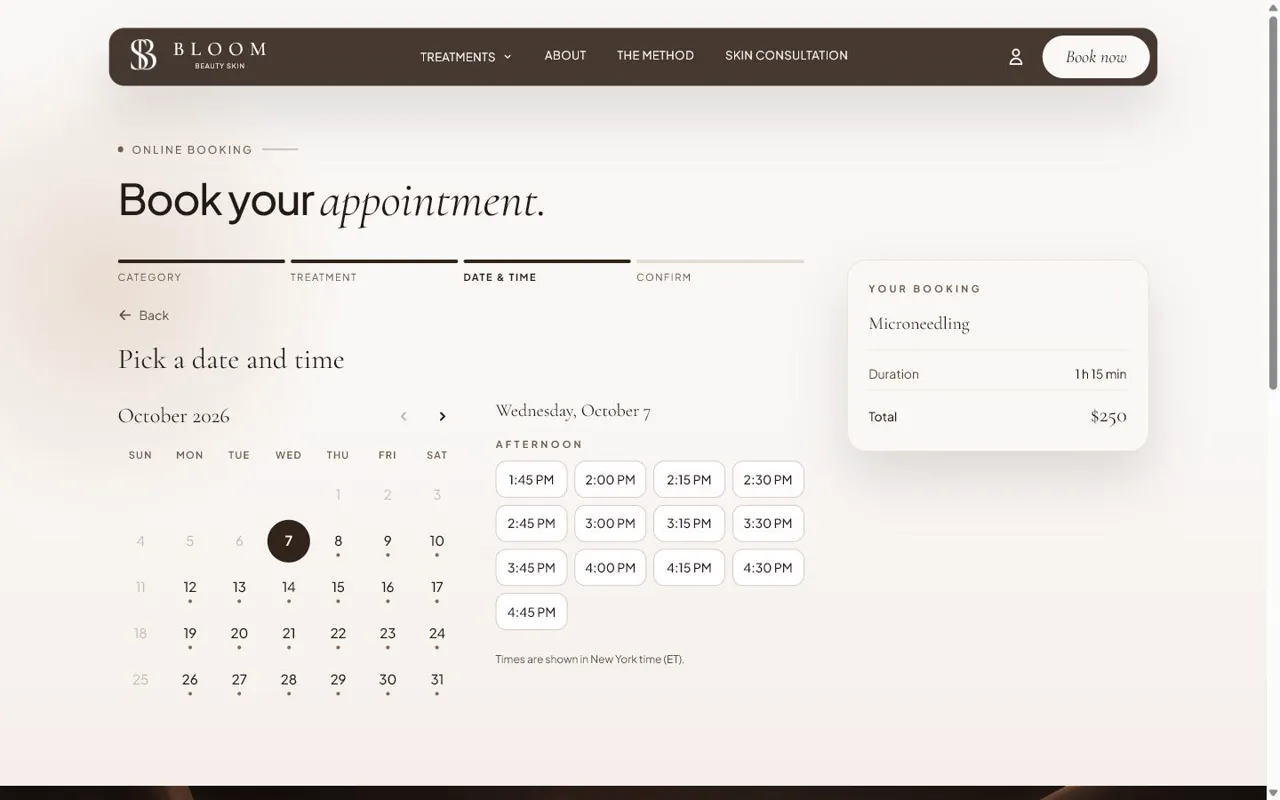 BLOOM
BEAUTY SKIN
TREATMENTS ABOUT THE METHOD SKIN CONSULTATION Book now
ONLINE BOOKING
Book your appointment.
CATEGORY TREATMENT DATE & TIME CONFIRM
Back
Pick a date and time
October 2026
SUN MON TUE WED THU FRI SAT
1 2 3
4 5 6 7 8 9 10
11 12 13 14 15 16 17
18 19 20 21 22 23 24
25 26 27 28 29 30 31
Wednesday, October 7
AFTERNOON
1:45 PM 2:00 PM 2:15 PM 2:30 PM
2:45 PM 3:00 PM 3:15 PM 3:30 PM
3:45 PM 4:00 PM 4:15 PM 4:30 PM
4:45 PM
Times are shown in New York time (ET).
YOUR BOOKING
Microneedling
Duration 1 h 15 min
Total $250